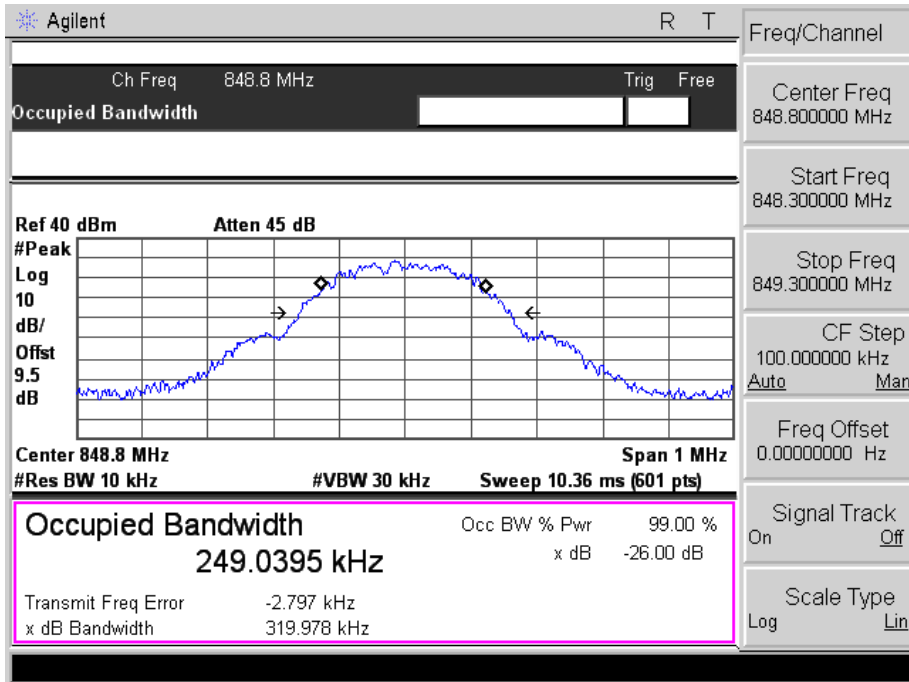 Agilent R T
Ch Freq 848.8 MHz Trig Free
Occupied Bandwidth
Ref 40 dBm Atten 45 dB
#Peak
Log
10
dB/
Offst
9.5
dB
Center 848.8 MHz Span 1 MHz
#Res BW 10 kHz #VBW 30 kHz Sweep 10.36 ms (601 pts)
Occupied Bandwidth Occ BW % Pwr 99.00 %
249.0395 kHz x dB -26.00 dB
Transmit Freq Error -2.797 kHz
x dB Bandwidth 319.978 kHz
Freq/Channel
Center Freq
848.800000 MHz
Start Freq
848.300000 MHz
Stop Freq
849.300000 MHz
CF Step
100.000000 kHz
Auto Man
Freq Offset
0.00000000 Hz
Signal Track
On Off
Scale Type
Log Lin